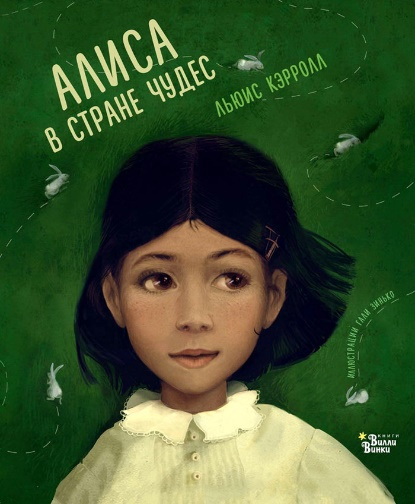 АЛИСА
В СТРАНЕ ЧУДЕС
ЛЬЮИС КЭРРОЛЛ
ИЛЛЮСТРАЦИИ ГАЛИ ЗИНЬКО
КНИГИ
Вилли
Винки